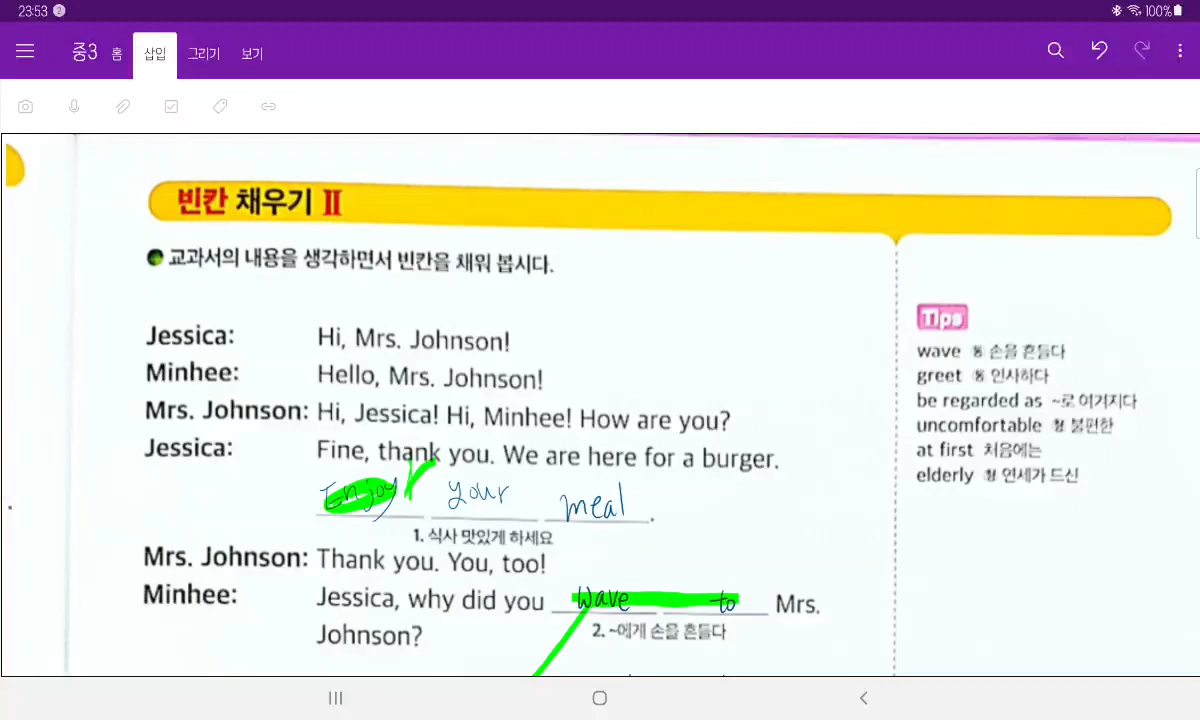 23:53 2 100%
중3 홈 삽입 그리기 보기
빈칸 채우기 II
교과서의 내용을 생각하면서 빈칸을 채워 봅시다.
Jessica: Hi, Mrs. Johnson!
Minhee: Hello, Mrs. Johnson!
Mrs. Johnson: Hi, Jessica! Hi, Minhee! How are you?
Jessica: Fine, thank you. We are here for a burger.
Enjoy your meal.
1. 식사 맛있게 하세요
Mrs. Johnson: Thank you. You, too!
Minhee: Jessica, why did you wave to Mrs.
Johnson?
2. ~에게 손을 흔들다
Tips
wave 동 손을 흔들다
greet 동 인사하다
be regarded as ~로 여겨지다
uncomfortable 형 불편한
at first 처음에는
elderly 형 연세가 드신